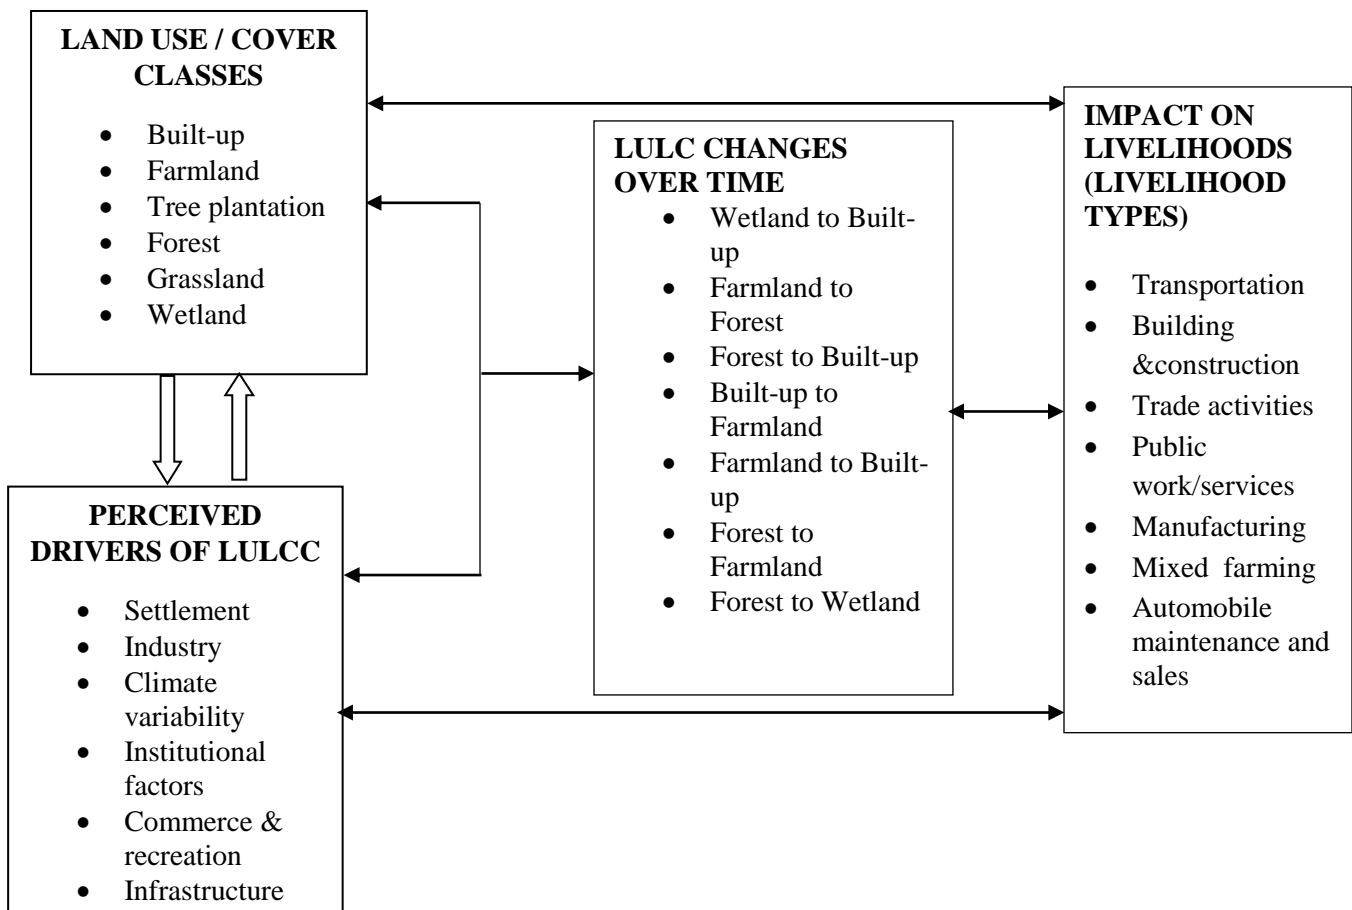 LAND USE / COVER
CLASSES
• Built-up
• Farmland
• Tree plantation
• Forest
• Grassland
• Wetland
PERCEIVED
DRIVERS OF LULCC
• Settlement
• Industry
• Climate
variability
• Institutional
factors
• Commerce &
recreation
• Infrastructure
LULC CHANGES
OVER TIME
• Wetland to Built-
up
• Farmland to
Forest
• Forest to Built-up
• Built-up to
Farmland
• Farmland to Built-
up
• Forest to
Farmland
• Forest to Wetland
IMPACT ON
LIVELIHOODS
(LIVELIHOOD
TYPES)
• Transportation
• Building
&construction
• Trade activities
• Public
work/services
• Manufacturing
• Mixed farming
• Automobile
maintenance and
sales